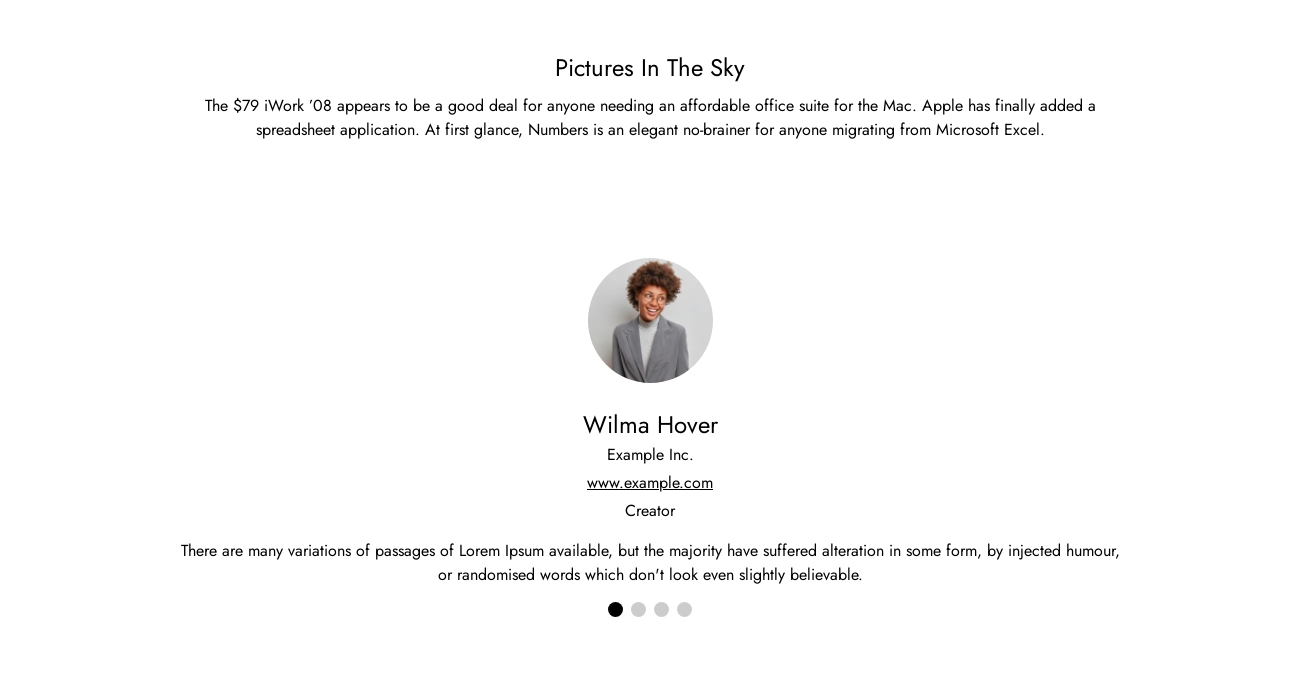 Pictures In The Sky
The $79 iWork ’08 appears to be a good deal for anyone needing an affordable office suite for the Mac. Apple has finally added a
spreadsheet application. At first glance, Numbers is an elegant no-brainer for anyone migrating from Microsoft Excel.
Wilma Hover
Example Inc.
www.example.com
Creator
There are many variations of passages of Lorem Ipsum available, but the majority have suffered alteration in some form, by injected humour,
or randomised words which don't look even slightly believable.